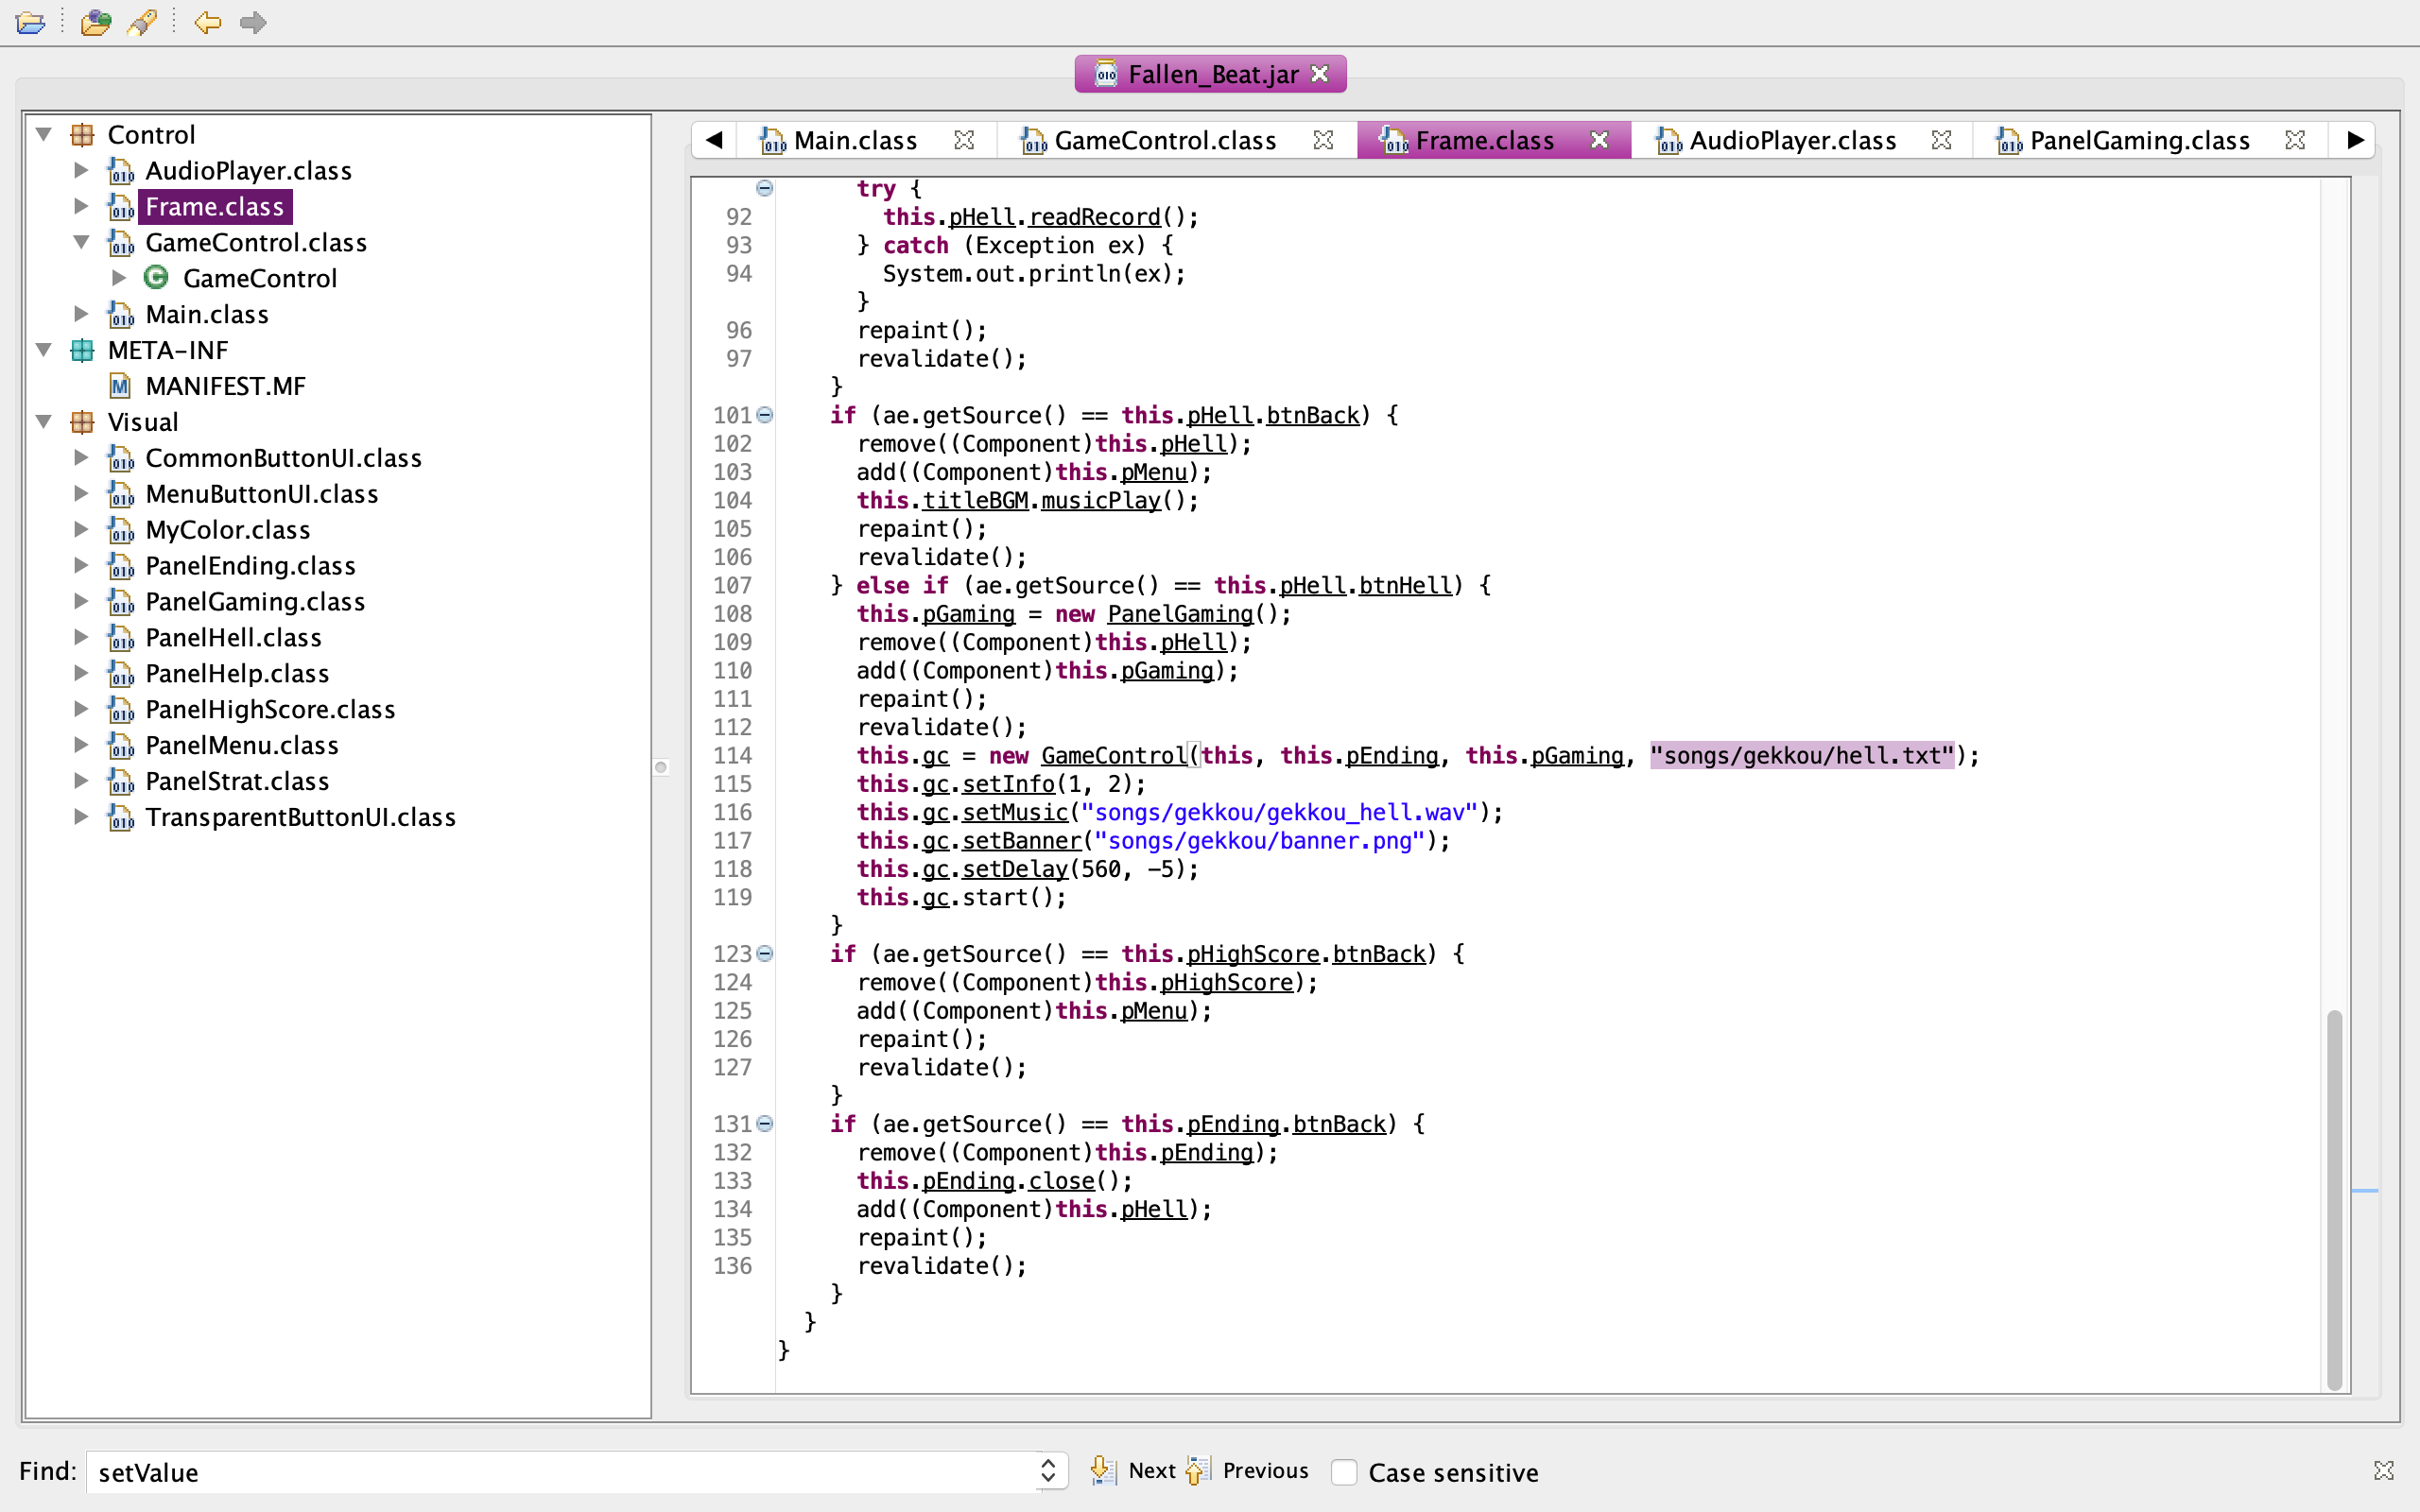 Fallen_Beat.jar
Control
AudioPlayer.class
Frame.class
GameControl.class
GameControl
Main.class
META-INF
MANIFEST.MF
Visual
CommonButtonUI.class
MenuButtonUI.class
MyColor.class
PanelEnding.class
PanelGaming.class
PanelHell.class
PanelHelp.class
PanelHighScore.class
PanelMenu.class
PanelStrat.class
TransparentButtonUI.class
Main.class GameControl.class Frame.class AudioPlayer.class PanelGaming.class
try {
92 this.pHell.readRecord();
93 } catch (Exception ex) {
94 System.out.println(ex);
}
96 repaint();
97 revalidate();
}
101 if (ae.getSource() == this.pHell.btnBack) {
102 remove((Component)this.pHell);
103 add((Component)this.pMenu);
104 this.titleBGM.musicPlay();
105 repaint();
106 revalidate();
107 } else if (ae.getSource() == this.pHell.btnHell) {
108 this.pGaming = new PanelGaming();
109 remove((Component)this.pHell);
110 add((Component)this.pGaming);
111 repaint();
112 revalidate();
114 this.gc = new GameControl(this, this.pEnding, this.pGaming, "songs/gekkou/hell.txt");
115 this.gc.setInfo(1, 2);
116 this.gc.setMusic("songs/gekkou/gekkou_hell.wav");
117 this.gc.setBanner("songs/gekkou/banner.png");
118 this.gc.setDelay(560, -5);
119 this.gc.start();
}
123 if (ae.getSource() == this.pHighScore.btnBack) {
124 remove((Component)this.pHighScore);
125 add((Component)this.pMenu);
126 repaint();
127 revalidate();
}
131 if (ae.getSource() == this.pEnding.btnBack) {
132 remove((Component)this.pEnding);
133 this.pEnding.close();
134 add((Component)this.pHell);
135 repaint();
136 revalidate();
}
}
}
Find: setValue Next Previous Case sensitive